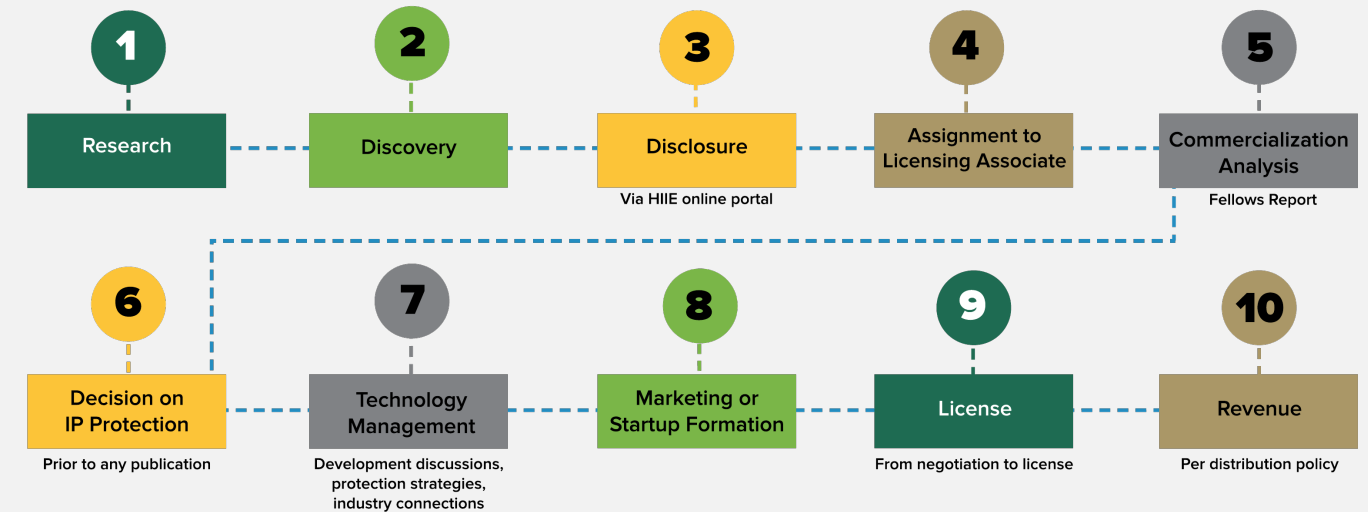 1
2
3
4
5
Research
Discovery
Disclosure
Assignment to
Licensing Associate
Commercialization
Analysis
Via HIIE online portal
Fellows Report
6
7
8
9
10
Decision on
IP Protection
Technology
Management
Marketing or
Startup Formation
License
Revenue
Prior to any publication
Development discussions,
protection strategies,
industry connections
From negotiation to license
Per distribution policy